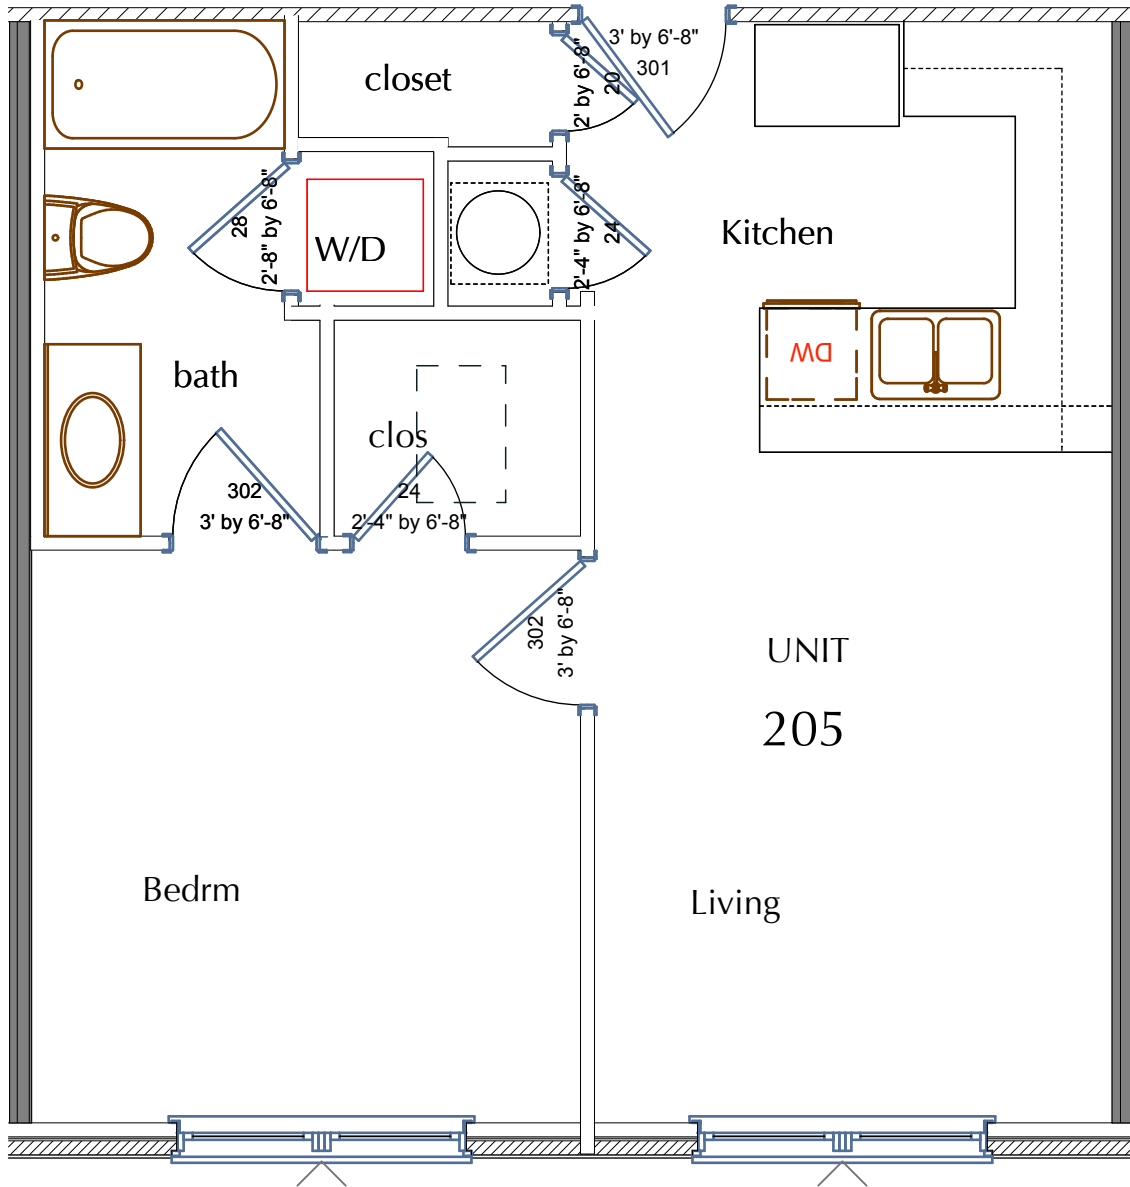 3' by 6'-8"
301
closet
2' by 6'-8"
20
28
2'-8" by 6'-8"
W/D
2'-4" by 6'-8"
24
Kitchen
DW
bath
clos
302
3' by 6'-8"
24
2'-4" by 6'-8"
302
3' by 6'-8"
UNIT
205
Bedrm
Living